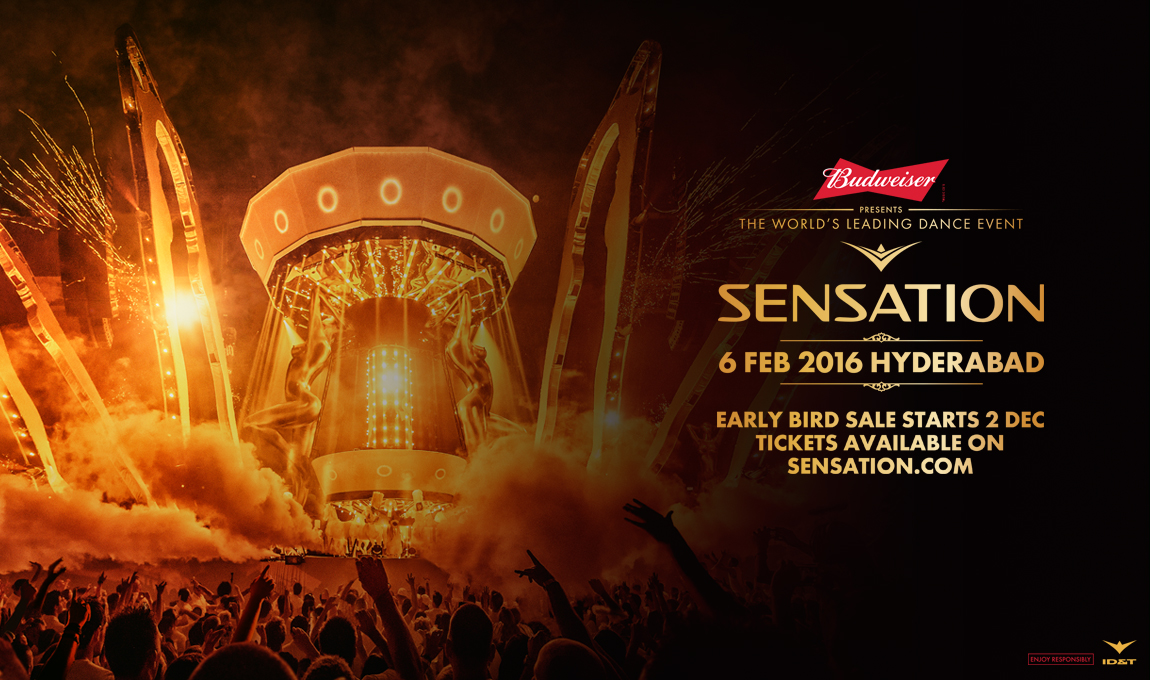 Budweiser
PRESENTS
THE WORLD'S LEADING DANCE EVENT
SENSATION
6 FEB 2016 HYDERABAD
EARLY BIRD SALE STARTS 2 DEC
TICKETS AVAILABLE ON
SENSATION.COM
ENJOY RESPONSIBLY
ID&T